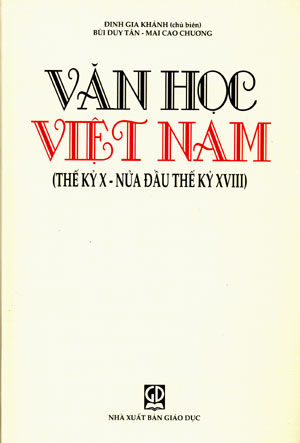 ĐINH GIA KHÁNH (chủ biên)
BÙI DUY TÂN - MAI CAO CHƯƠNG
VĂN HỌC
VIỆT NAM
(THẾ KỶ X - NỬA ĐẦU THẾ KỶ XVIII)
GD
NHÀ XUẤT BẢN GIÁO DỤC